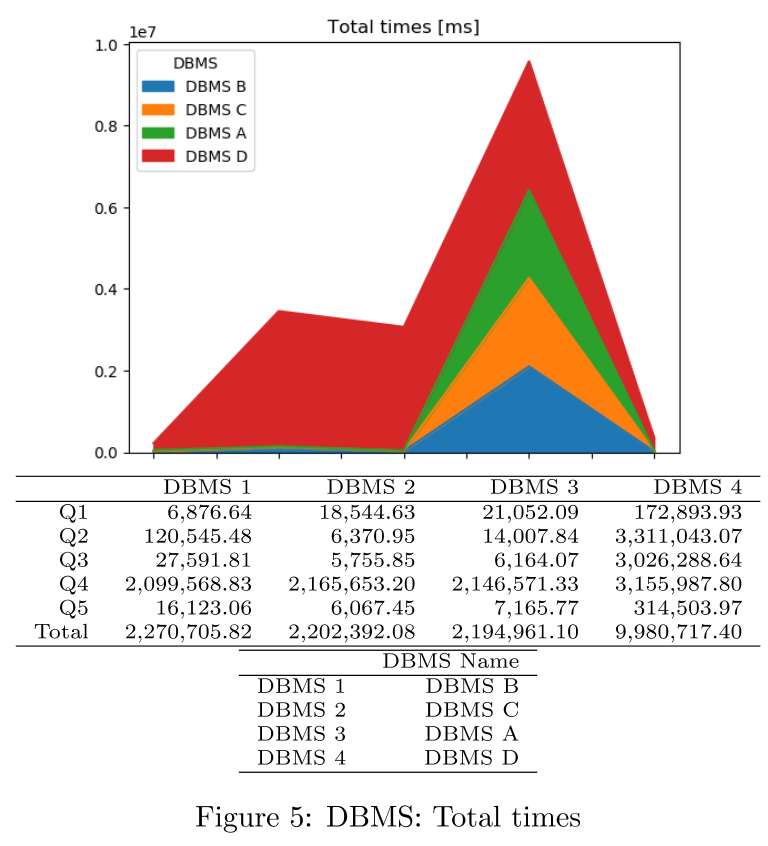 Total times [ms]
1e7
1.0
0.8
0.6
0.4
0.2
0.0
DBMS
DBMS B
DBMS C
DBMS A
DBMS D
DBMS 1 DBMS 2 DBMS 3 DBMS 4
Q1 6,876.64 18,544.63 21,052.09 172,893.93
Q2 120,545.48 6,370.95 14,007.84 3,311,043.07
Q3 27,591.81 5,755.85 6,164.07 3,026,288.64
Q4 2,099,568.83 2,165,653.20 2,146,571.33 3,155,987.80
Q5 16,123.06 6,067.45 7,165.77 314,503.97
Total 2,270,705.82 2,202,392.08 2,194,961.10 9,980,717.40
DBMS Name
DBMS 1 DBMS B
DBMS 2 DBMS C
DBMS 3 DBMS A
DBMS 4 DBMS D
Figure 5: DBMS: Total times